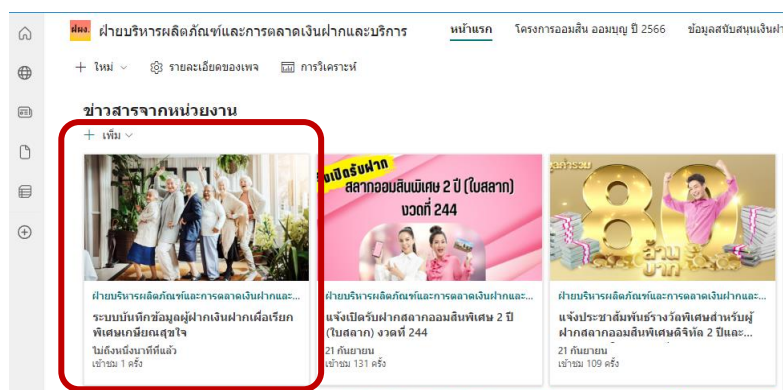 ฝผง. ฝ่ายบริหารผลิตภัณฑ์และการตลาดเงินฝากและบริการ หน้าแรก โครงการออมสิน ออมบุญ ปี 2566 ข้อมูลสนับสนุนเงินฝา
+ ใหม่ รายละเอียดของเพจ การวิเคราะห์
ข่าวสารจากหน่วยงาน
+ เพิ่ม
เปิดรับฝาก
สลากออมสินพิเศษ 2 ปี (ใบสลาก)
งวดที่ 244
80
ล้าน
บาท
ฝ่ายบริหารผลิตภัณฑ์และการตลาดเงินฝากและ...
ระบบบันทึกข้อมูลผู้ฝากเงินฝากเผื่อเรียก
พิเศษเกษียณสุขใจ
ไม่ถึงหนึ่งนาทีที่แล้ว
เข้าชม 1 ครั้ง
ฝ่ายบริหารผลิตภัณฑ์และการตลาดเงินฝากและ...
แจ้งเปิดรับฝากสลากออมสินพิเศษ 2 ปี
(ใบสลาก) งวดที่ 244
21 กันยายน
เข้าชม 131 ครั้ง
ฝ่ายบริหารผลิตภัณฑ์และการตลาดเงินฝากและ...
แจ้งประชาสัมพันธ์รางวัลพิเศษสำหรับผู้
ฝากสลากออมสินพิเศษดิจิทัล 2 ปีและ...
21 กันยายน
เข้าชม 109 ครั้ง